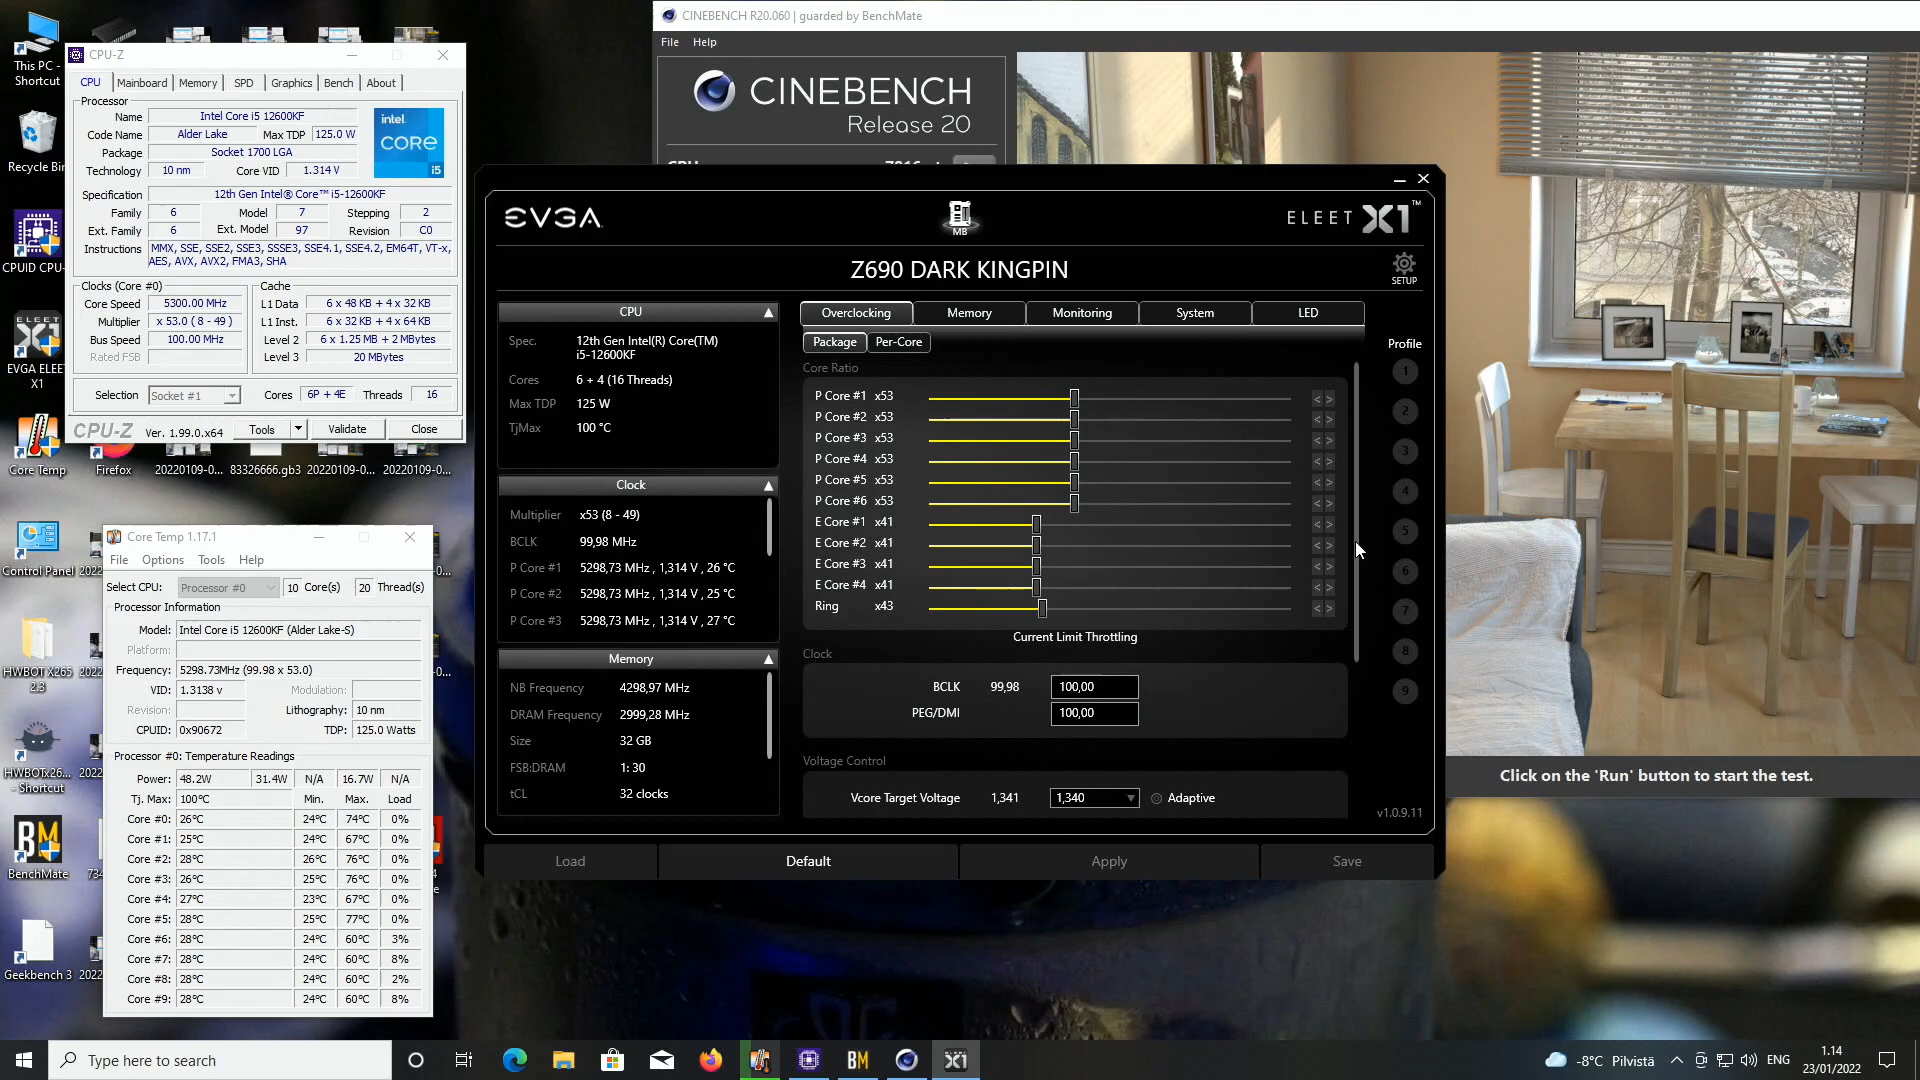 This PC -
Shortcut
Recycle Bin
CPUID CPU-
EVGA ELEE
X1
Core Temp
Firefox
20220109-0...
83326666.gb3
20220109-0...
20220109-0...
Control Panel
HWBOT X265
2.3
HWBOTx26...
- Shortcut
BenchMate
Geekbench 3
CPU-Z
CPU
Mainboard
Memory
SPD
Graphics
Bench
About
Processor
Name
Intel Core i5 12600KF
Code Name
Alder Lake
Max TDP
125.0 W
Package
Socket 1700 LGA
Technology
10 nm
Core VID
1.314 V
intel
CORE
i5
Specification
12th Gen Intel® Core™ i5-12600KF
Family
6
Model
7
Stepping
2
Ext. Family
6
Ext. Model
97
Revision
C0
Instructions
MMX, SSE, SSE2, SSE3, SSSE3, SSE4.1, SSE4.2, EM64T, VT-x,
AES, AVX, AVX2, FMA3, SHA
Clocks (Core #0)
Core Speed
5300.00 MHz
Multiplier
x 53.0 ( 8 - 49 )
Bus Speed
100.00 MHz
Rated FSB
Cache
L1 Data
6 x 48 KB + 4 x 32 KB
L1 Inst.
6 x 32 KB + 4 x 64 KB
Level 2
6 x 1.25 MB + 2 MBytes
Level 3
20 MBytes
Selection
Socket #1
Cores
6P + 4E
Threads
16
CPU-Z
Ver. 1.99.0.x64
Tools
Validate
Close
Core Temp 1.17.1
File
Options
Tools
Help
Select CPU:
Processor #0
10
Core(s)
20
Thread(s)
Processor Information
Model:
Intel Core i5 12600KF (Alder Lake-S)
Platform:
Frequency:
5298.73MHz (99.98 x 53.0)
VID:
1.3138 v
Modulation:
Revision:
Lithography:
10 nm
CPUID:
0x90672
TDP:
125.0 Watts
Processor #0: Temperature Readings
Power:
48.2W
31.4W
N/A
16.7W
N/A
Tj. Max:
100°C
Min.
Max.
Load
Core #0:
26°C
24°C
74°C
0%
Core #1:
25°C
24°C
67°C
0%
Core #2:
28°C
26°C
76°C
0%
Core #3:
26°C
25°C
76°C
0%
Core #4:
27°C
23°C
67°C
0%
Core #5:
28°C
25°C
77°C
0%
Core #6:
28°C
24°C
60°C
3%
Core #7:
28°C
24°C
60°C
8%
Core #8:
28°C
24°C
60°C
2%
Core #9:
28°C
24°C
60°C
8%
CINEBENCH R20.060 | guarded by BenchMate
File
Help
CINEBENCH
Release 20
EVGA
MB
ELEET X1™
Z690 DARK KINGPIN
SETUP
CPU
Spec.
12th Gen Intel(R) Core(TM)
i5-12600KF
Cores
6 + 4 (16 Threads)
Max TDP
125 W
TjMax
100 °C
Clock
Multiplier
x53 (8 - 49)
BCLK
99,98 MHz
P Core #1
5298,73 MHz , 1,314 V , 26 °C
P Core #2
5298,73 MHz , 1,314 V , 25 °C
P Core #3
5298,73 MHz , 1,314 V , 27 °C
Memory
NB Frequency
4298,97 MHz
DRAM Frequency
2999,28 MHz
Size
32 GB
FSB:DRAM
1: 30
tCL
32 clocks
Overclocking
Memory
Monitoring
System
LED
Package
Per-Core
Core Ratio
P Core #1 x53
P Core #2 x53
P Core #3 x53
P Core #4 x53
P Core #5 x53
P Core #6 x53
E Core #1 x41
E Core #2 x41
E Core #3 x41
E Core #4 x41
Ring x43
Current Limit Throttling
Clock
BCLK
99,98
100,00
PEG/DMI
100,00
Voltage Control
Vcore Target Voltage
1,341
1,340
Adaptive
Profile
1
2
3
4
5
6
7
8
9
v1.0.9.11
Load
Default
Apply
Save
Click on the 'Run' button to start the test.
Type here to search
BM
X1
-8°C Pilvistä
ENG
1.14
23/01/2022